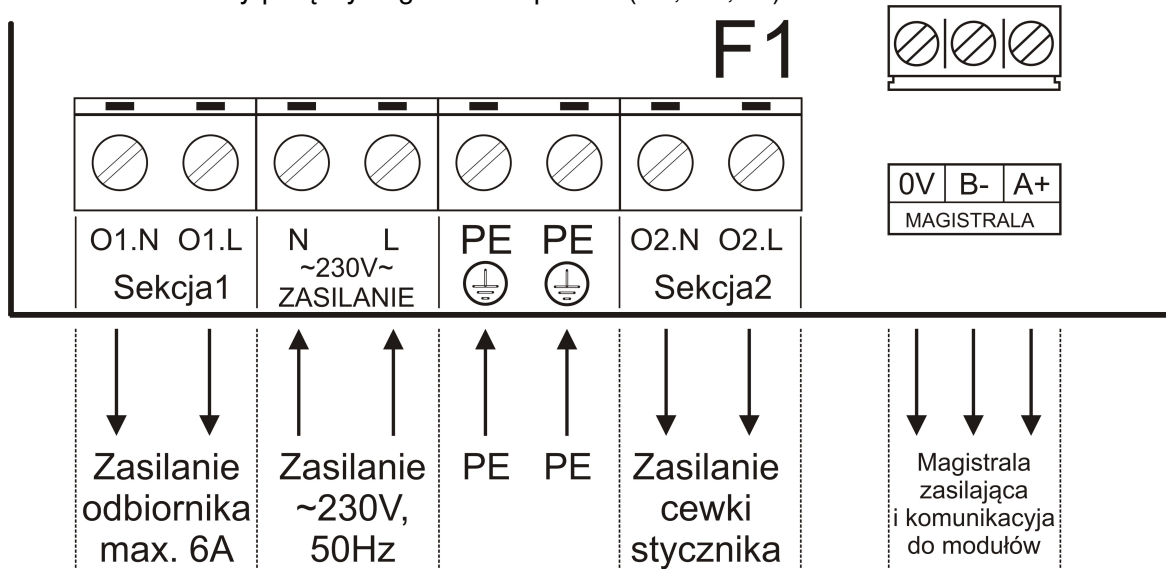 F1
0V B- A+
MAGISTRALA
O1.N O1.L N L PE PE O2.N O2.L
~230V~
Sekcja1 ZASILANIE Sekcja2
Zasilanie
odbiornika
max. 6A
Zasilanie
~230V,
50Hz
PE PE
Zasilanie
cewki
stycznika
Magistrala
zasilająca
i komunikacyja
do modułów